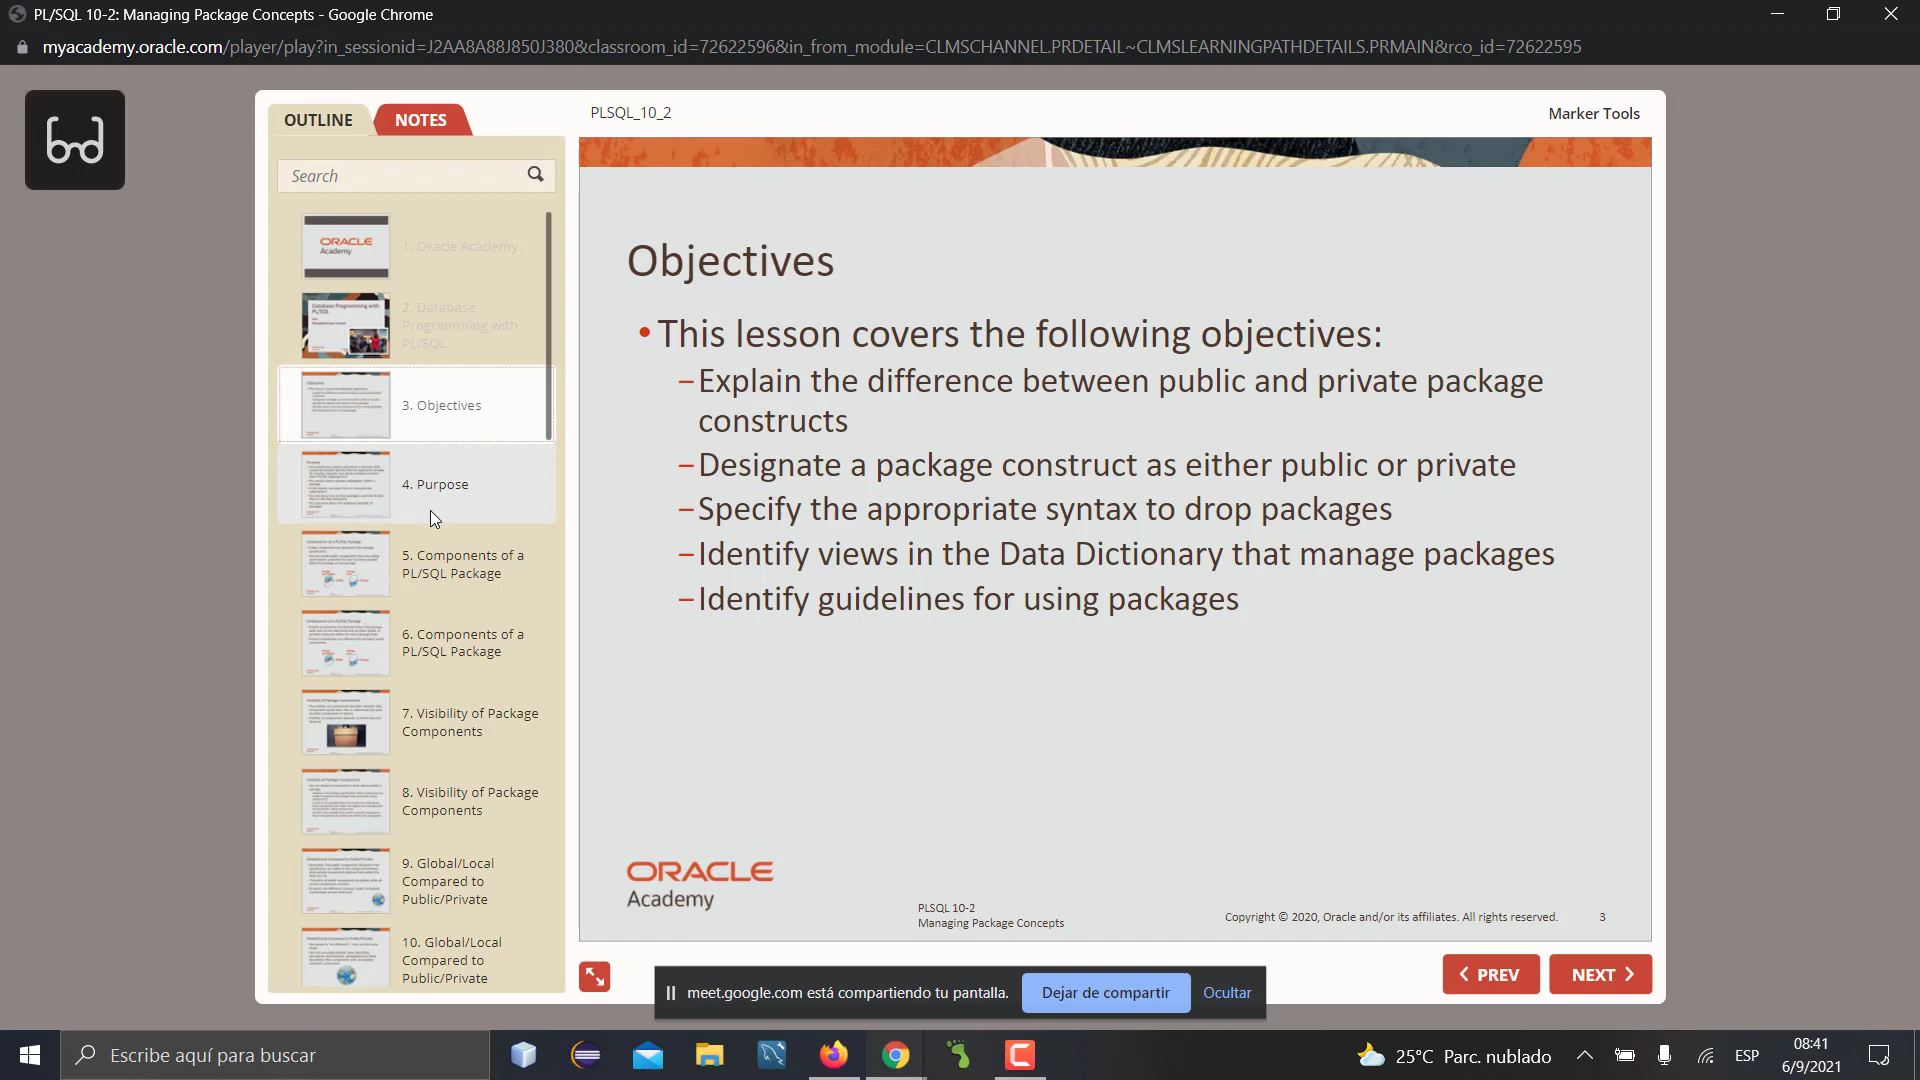 PL/SQL 10-2: Managing Package Concepts - Google Chrome
myacademy.oracle.com/player/play?in_sessionid=J2AA8A88J850J380&classroom_id=72622596&in_from_module=CLMSCHANNEL.PRDETAIL~CLMSLEARNINGPATHDETAILS.PRMAIN&rco_id=72622595
OUTLINE
NOTES
PLSQL_10_2
Marker Tools
Search
ORACLE
Academy
1. Oracle Academy
Database Programming with
PL/SQL
2. Database
Programming with
PL/SQL
3. Objectives
4. Purpose
5. Components of a
PL/SQL Package
6. Components of a
PL/SQL Package
7. Visibility of Package
Components
8. Visibility of Package
Components
9. Global/Local
Compared to
Public/Private
10. Global/Local
Compared to
Public/Private
Objectives
•This lesson covers the following objectives:
–Explain the difference between public and private package
constructs
–Designate a package construct as either public or private
–Specify the appropriate syntax to drop packages
–Identify views in the Data Dictionary that manage packages
–Identify guidelines for using packages
ORACLE
Academy
PLSQL 10-2
Managing Package Concepts
Copyright © 2020, Oracle and/or its affiliates. All rights reserved.
3
PREV
NEXT
meet.google.com está compartiendo tu pantalla.
Dejar de compartir
Ocultar
Escribe aquí para buscar
25°C Parc. nublado
ESP
08:41
6/9/2021